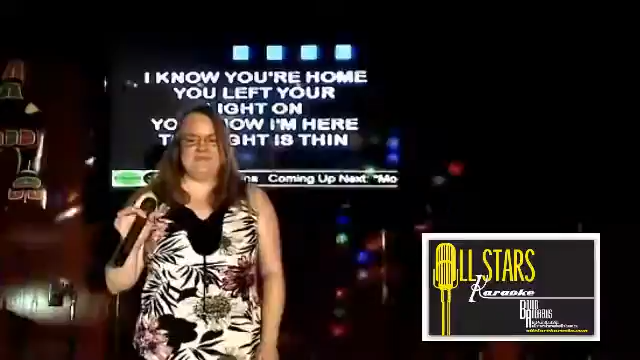 I KNOW YOU'RE HOME
YOU LEFT YOUR
LIGHT ON
YOU KNOW I'M HERE
THE NIGHT IS THIN
Coming Up Next: "Mo
ALL STARS
Karaoke